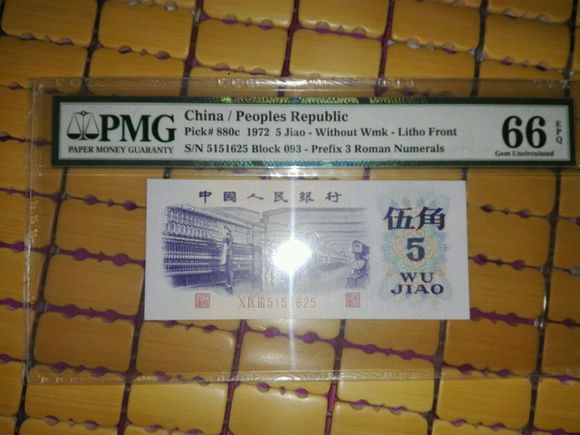 PMG
PAPER MONEY GUARANTY
China / Peoples Republic
Pick# 880c 1972 5 Jiao - Without Wmk - Litho Front
S/N 5151625 Block 093 - Prefix 3 Roman Numerals
66 EPQ
Gem Uncirculated
中國人民銀行
伍角
5
WU
JIAO
5151625